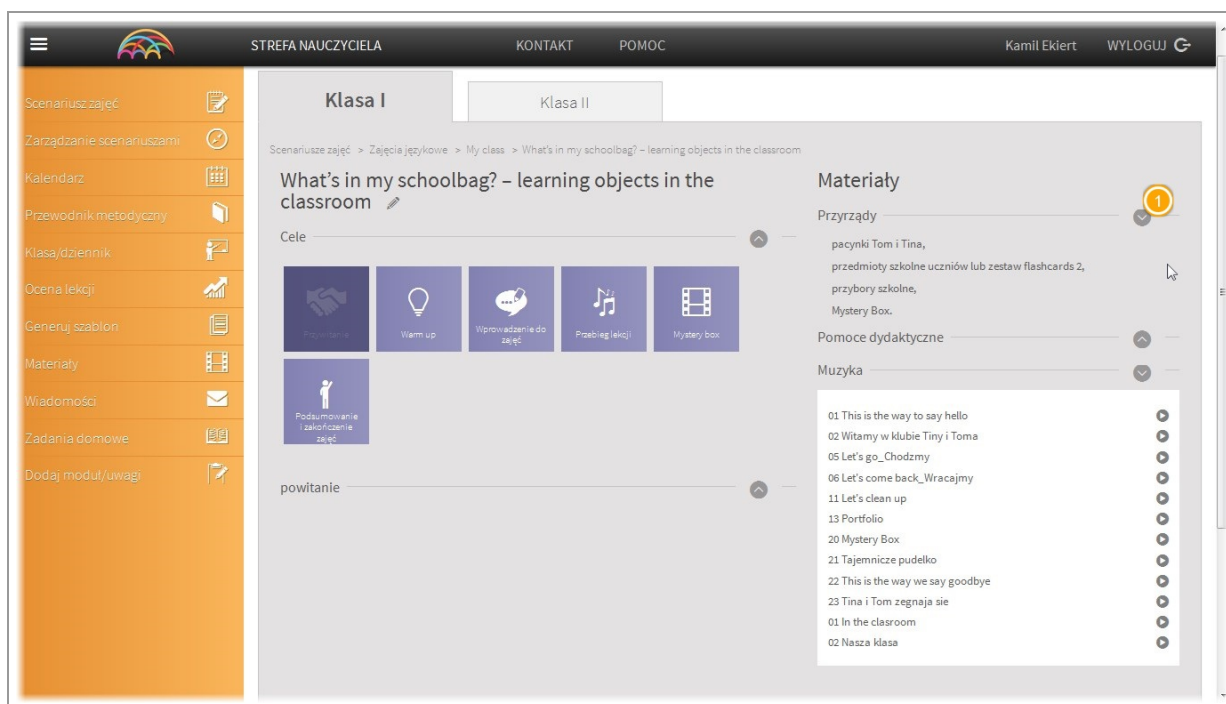 STREFA NAUCZYCIELA KONTAKT POMOC Kamil Ekiert WYLOGUJ
Scenariusz zajęć
Zarządzanie scenariuszami
Kalendarz
Przewodnik metodyczny
Klasa/dziennik
Ocena lekcji
Generuj szablon
Materiały
Wiadomości
Zadania domowe
Dodaj moduł/uwagi
Klasa I Klasa II
Scenariusze zajęć > Zajęcia językowe > My class > What's in my schoolbag? – learning objects in the classroom
What's in my schoolbag? – learning objects in the
classroom
Cele
Przywitanie
Warm up
Wprowadzenie do
zajęć
Przebieg lekcji
Mystery box
Podsumowanie
i zakończenie
zajęć
powitanie
Materiały
1
Przyrządy
pacynki Tom i Tina,
przedmioty szkolne uczniów lub zestaw flashcards 2,
przybory szkolne,
Mystery Box.
Pomoce dydaktyczne
Muzyka
01 This is the way to say hello
02 Witamy w klubie Tiny i Toma
05 Let's go_Chodzmy
06 Let's come back_Wracajmy
11 Let's clean up
13 Portfolio
20 Mystery Box
21 Tajemnicze pudelko
22 This is the way we say goodbye
23 Tina i Tom zegnaja sie
01 In the clasroom
02 Nasza klasa